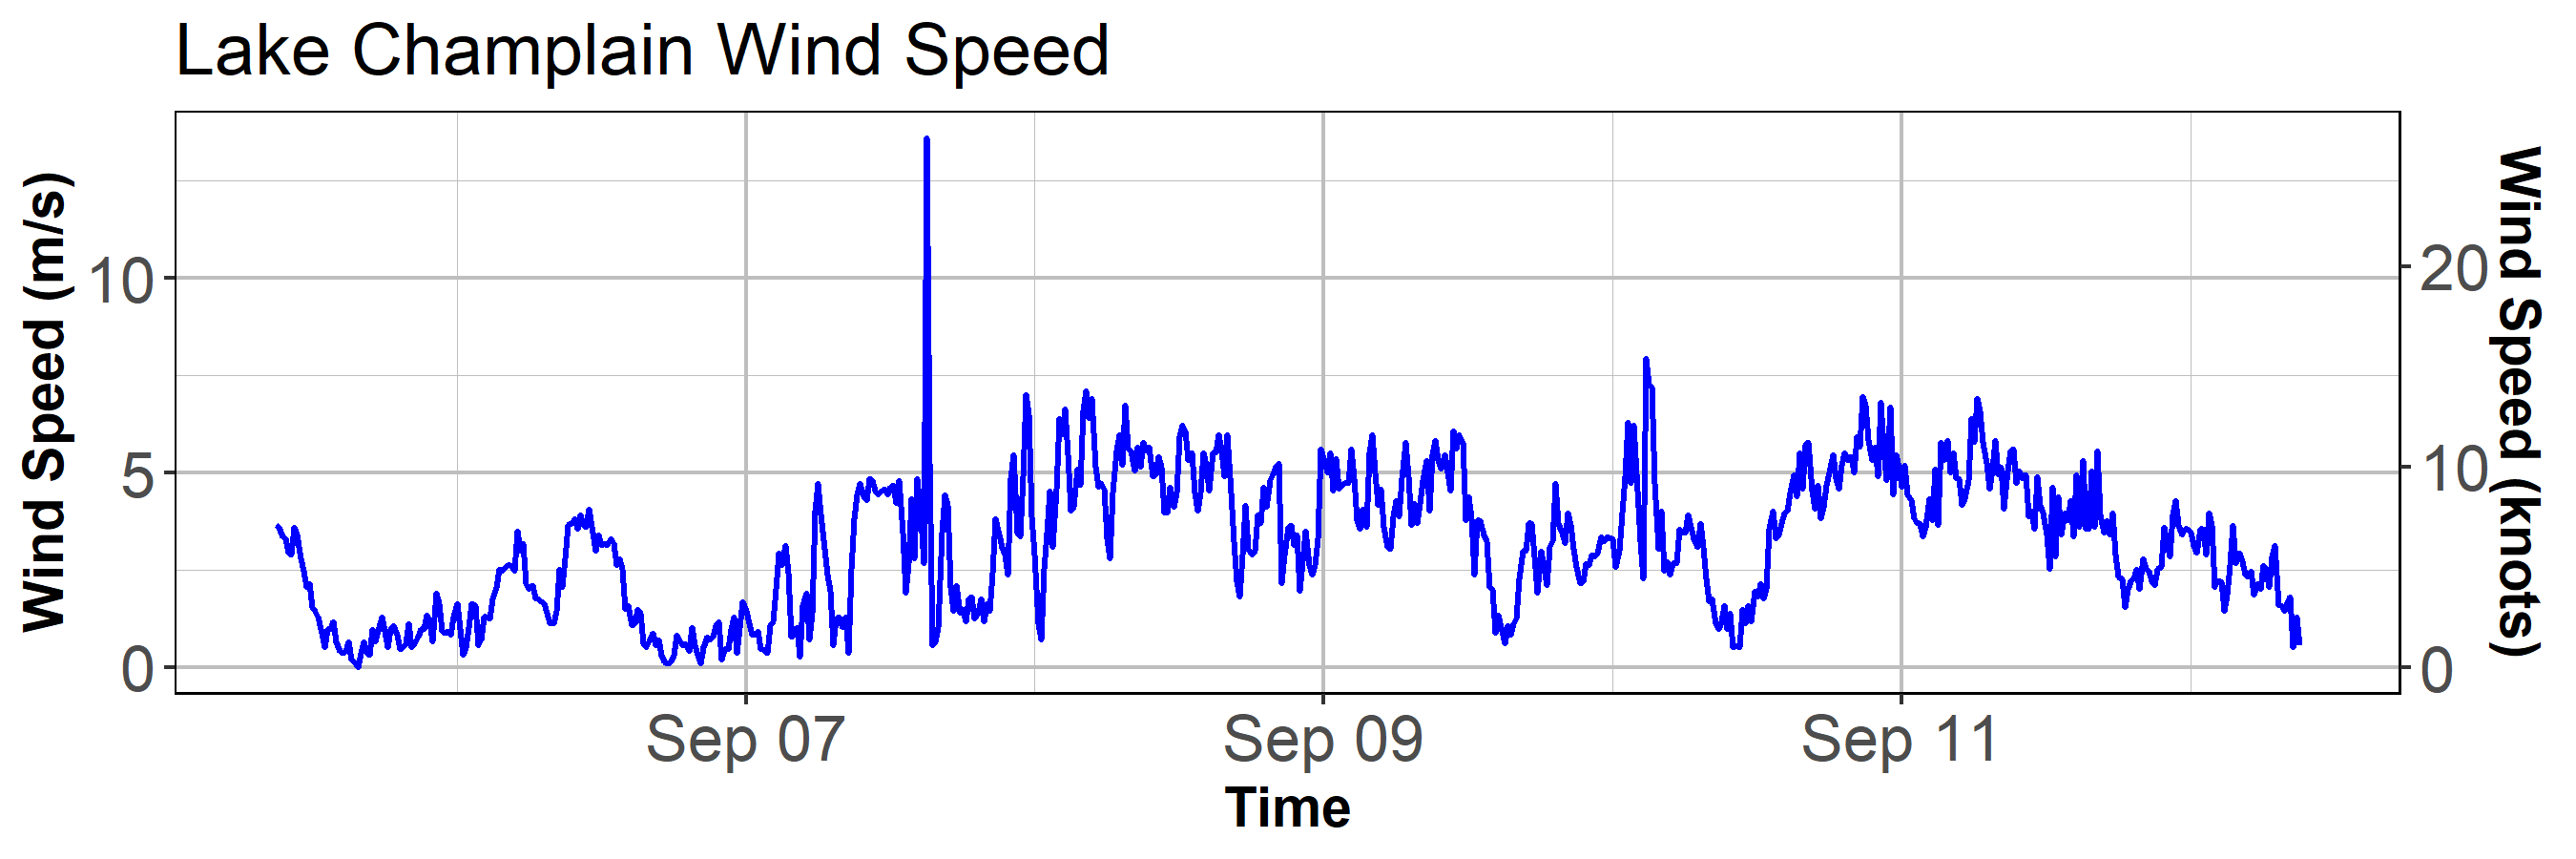 Lake Champlain Wind Speed
Wind Speed (m/s)
10
5
0
20
10
0
Wind Speed (knots)
Sep 07
Sep 09
Sep 11
Time